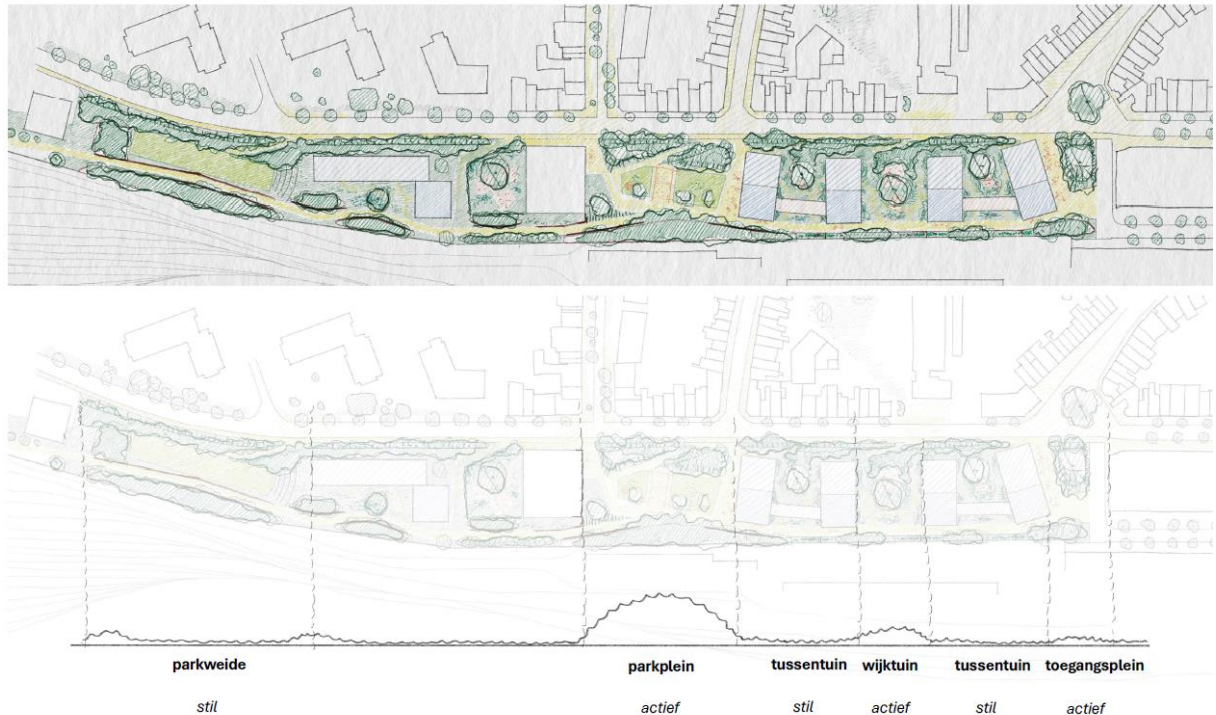 parkweide parkplein tussentuin wijktuin tussentuin toegangsplein
stil actief stil actief stil actief